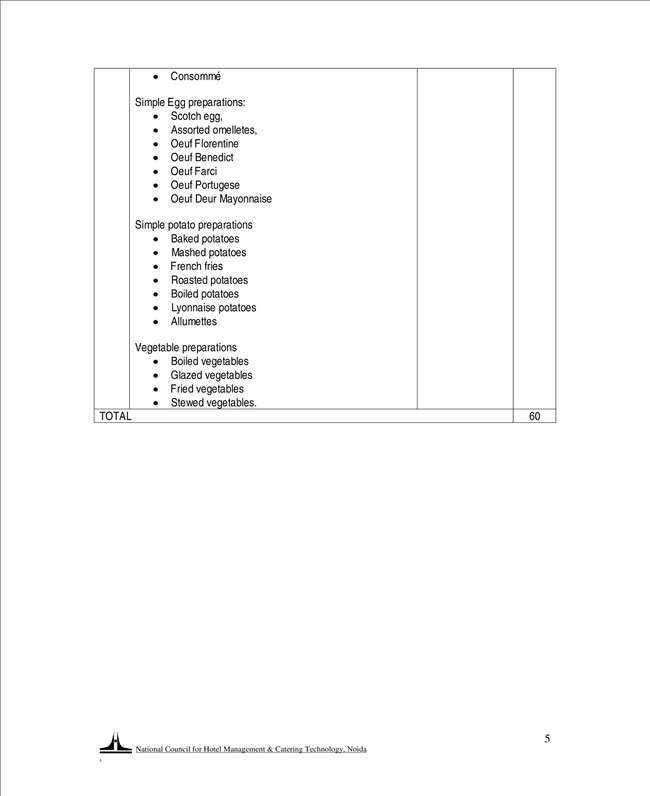 • Consommé
Simple Egg preparations:
• Scotch egg,
• Assorted omelletes,
• Oeuf Florentine
• Oeuf Benedict
• Oeuf Farci
• Oeuf Portugese
• Oeuf Deur Mayonnaise
Simple potato preparations
• Baked potatoes
• Mashed potatoes
• French fries
• Roasted potatoes
• Boiled potatoes
• Lyonnaise potatoes
• Allumettes
Vegetable preparations
• Boiled vegetables
• Glazed vegetables
• Fried vegetables
• Stewed vegetables.
TOTAL 60
5
National Council for Hotel Management & Catering Technology, Noida